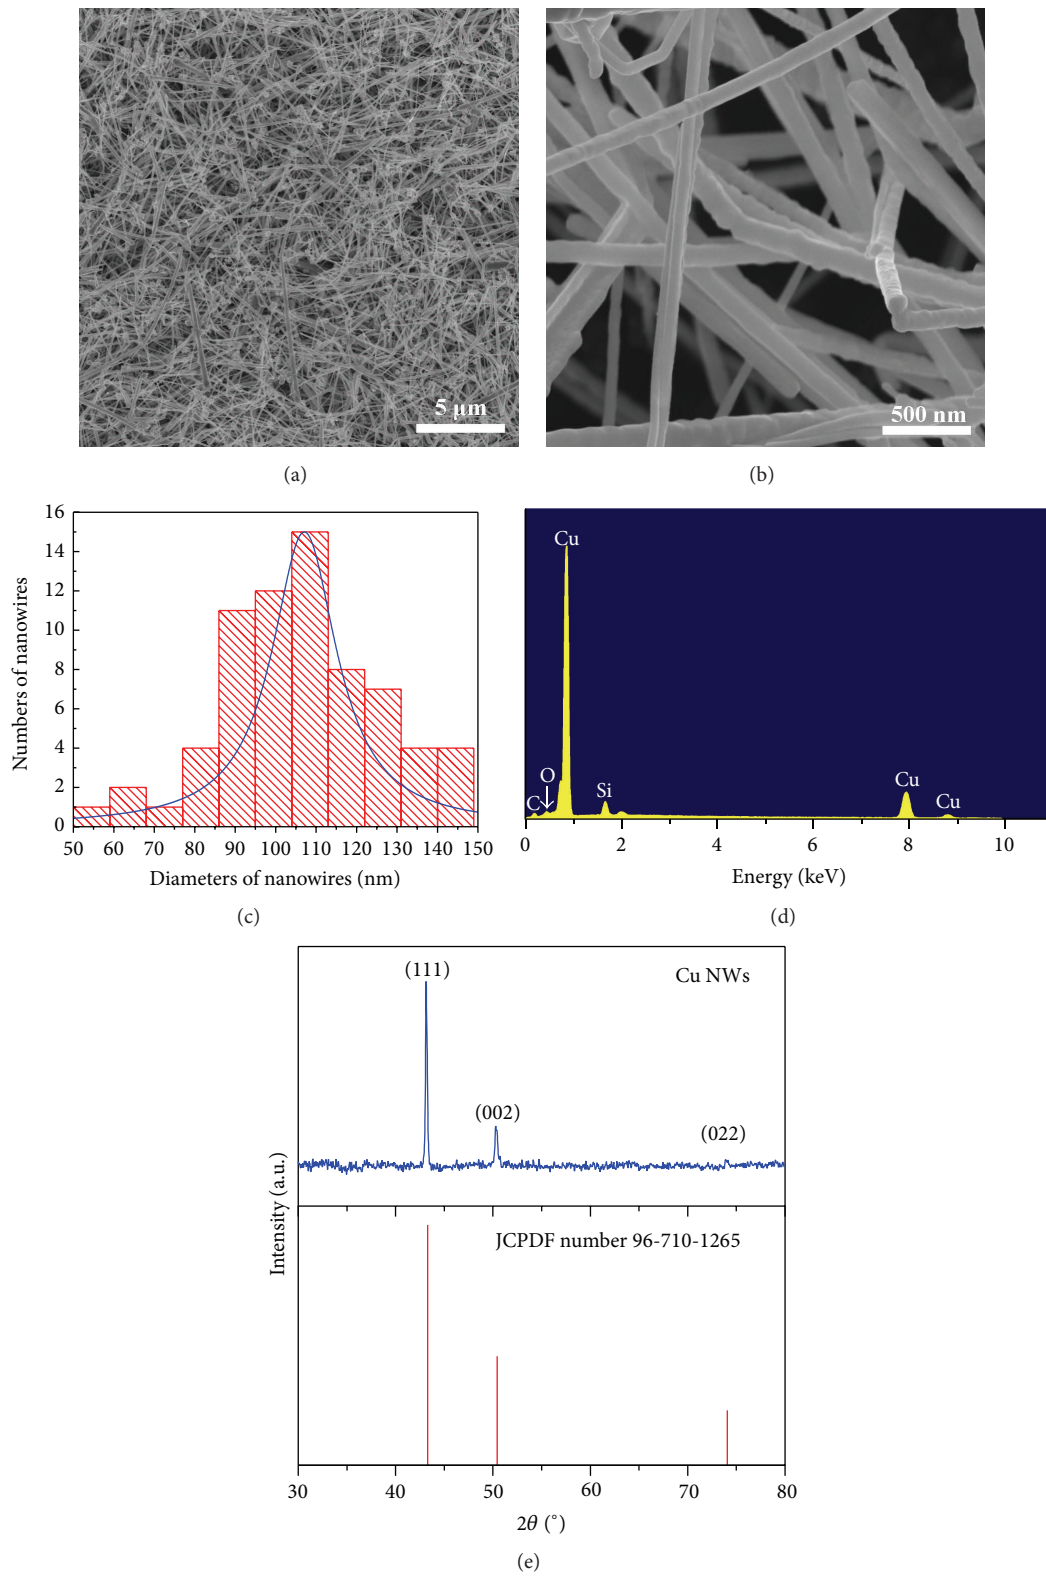 5 µm
500 nm
(a)
(b)
Numbers of nanowires
16
14
12
10
8
6
4
2
0
50 60 70 80 90 100 110 120 130 140 150
Diameters of nanowires (nm)
(c)
Cu
C
O
Si
Cu
Cu
0 2 4 6 8 10
Energy (keV)
(d)
(111)
Cu NWs
(002)
(022)
Intensity (a.u.)
JCPDF number 96-710-1265
30 40 50 60 70 80
2θ (°)
(e)